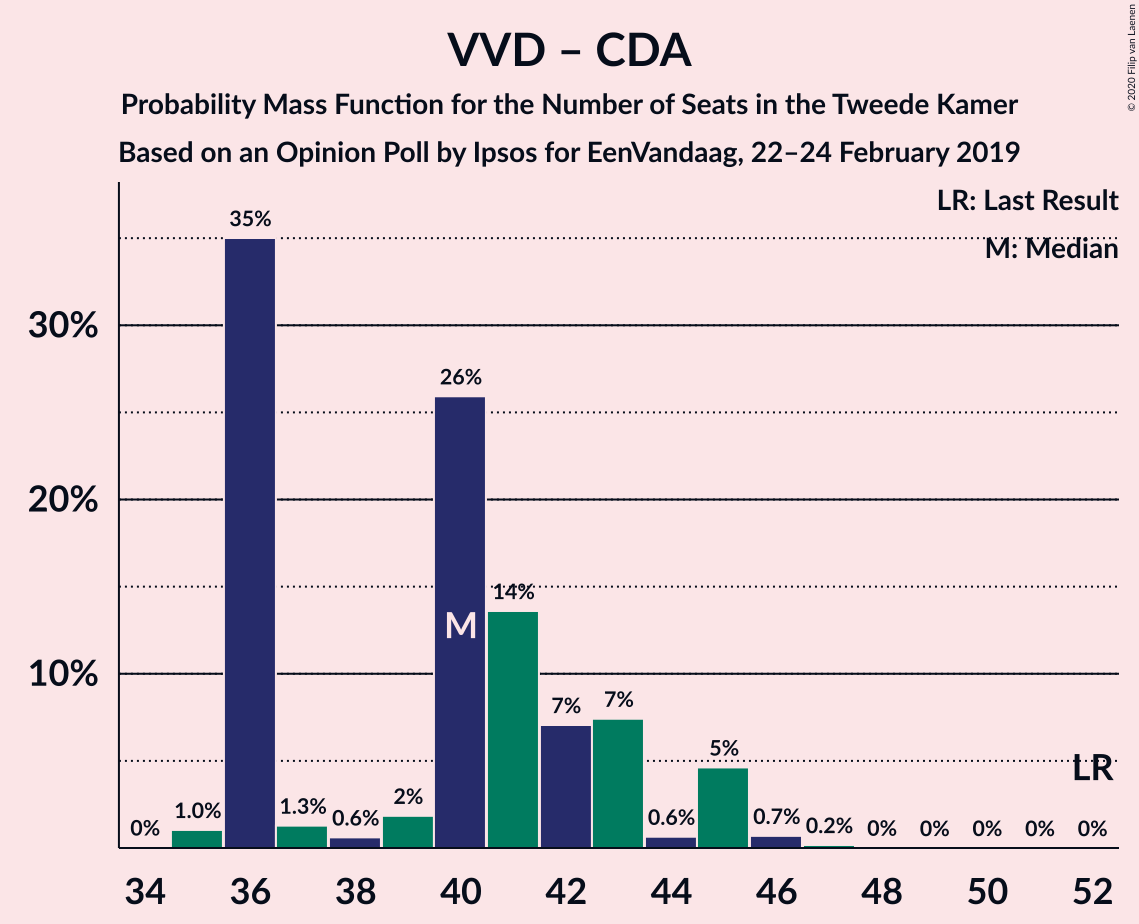 VVD – CDA
Probability Mass Function for the Number of Seats in the Tweede Kamer
Based on an Opinion Poll by Ipsos for EenVandaag, 22–24 February 2019
© 2020 Filip van Laenen
LR: Last Result
M: Median
30%
20%
10%
0%
1.0%
35%
1.3%
0.6%
2%
26%
M
14%
7%
7%
0.6%
5%
0.7%
0.2%
0%
0%
0%
0%
0%
LR
34 36 38 40 42 44 46 48 50 52